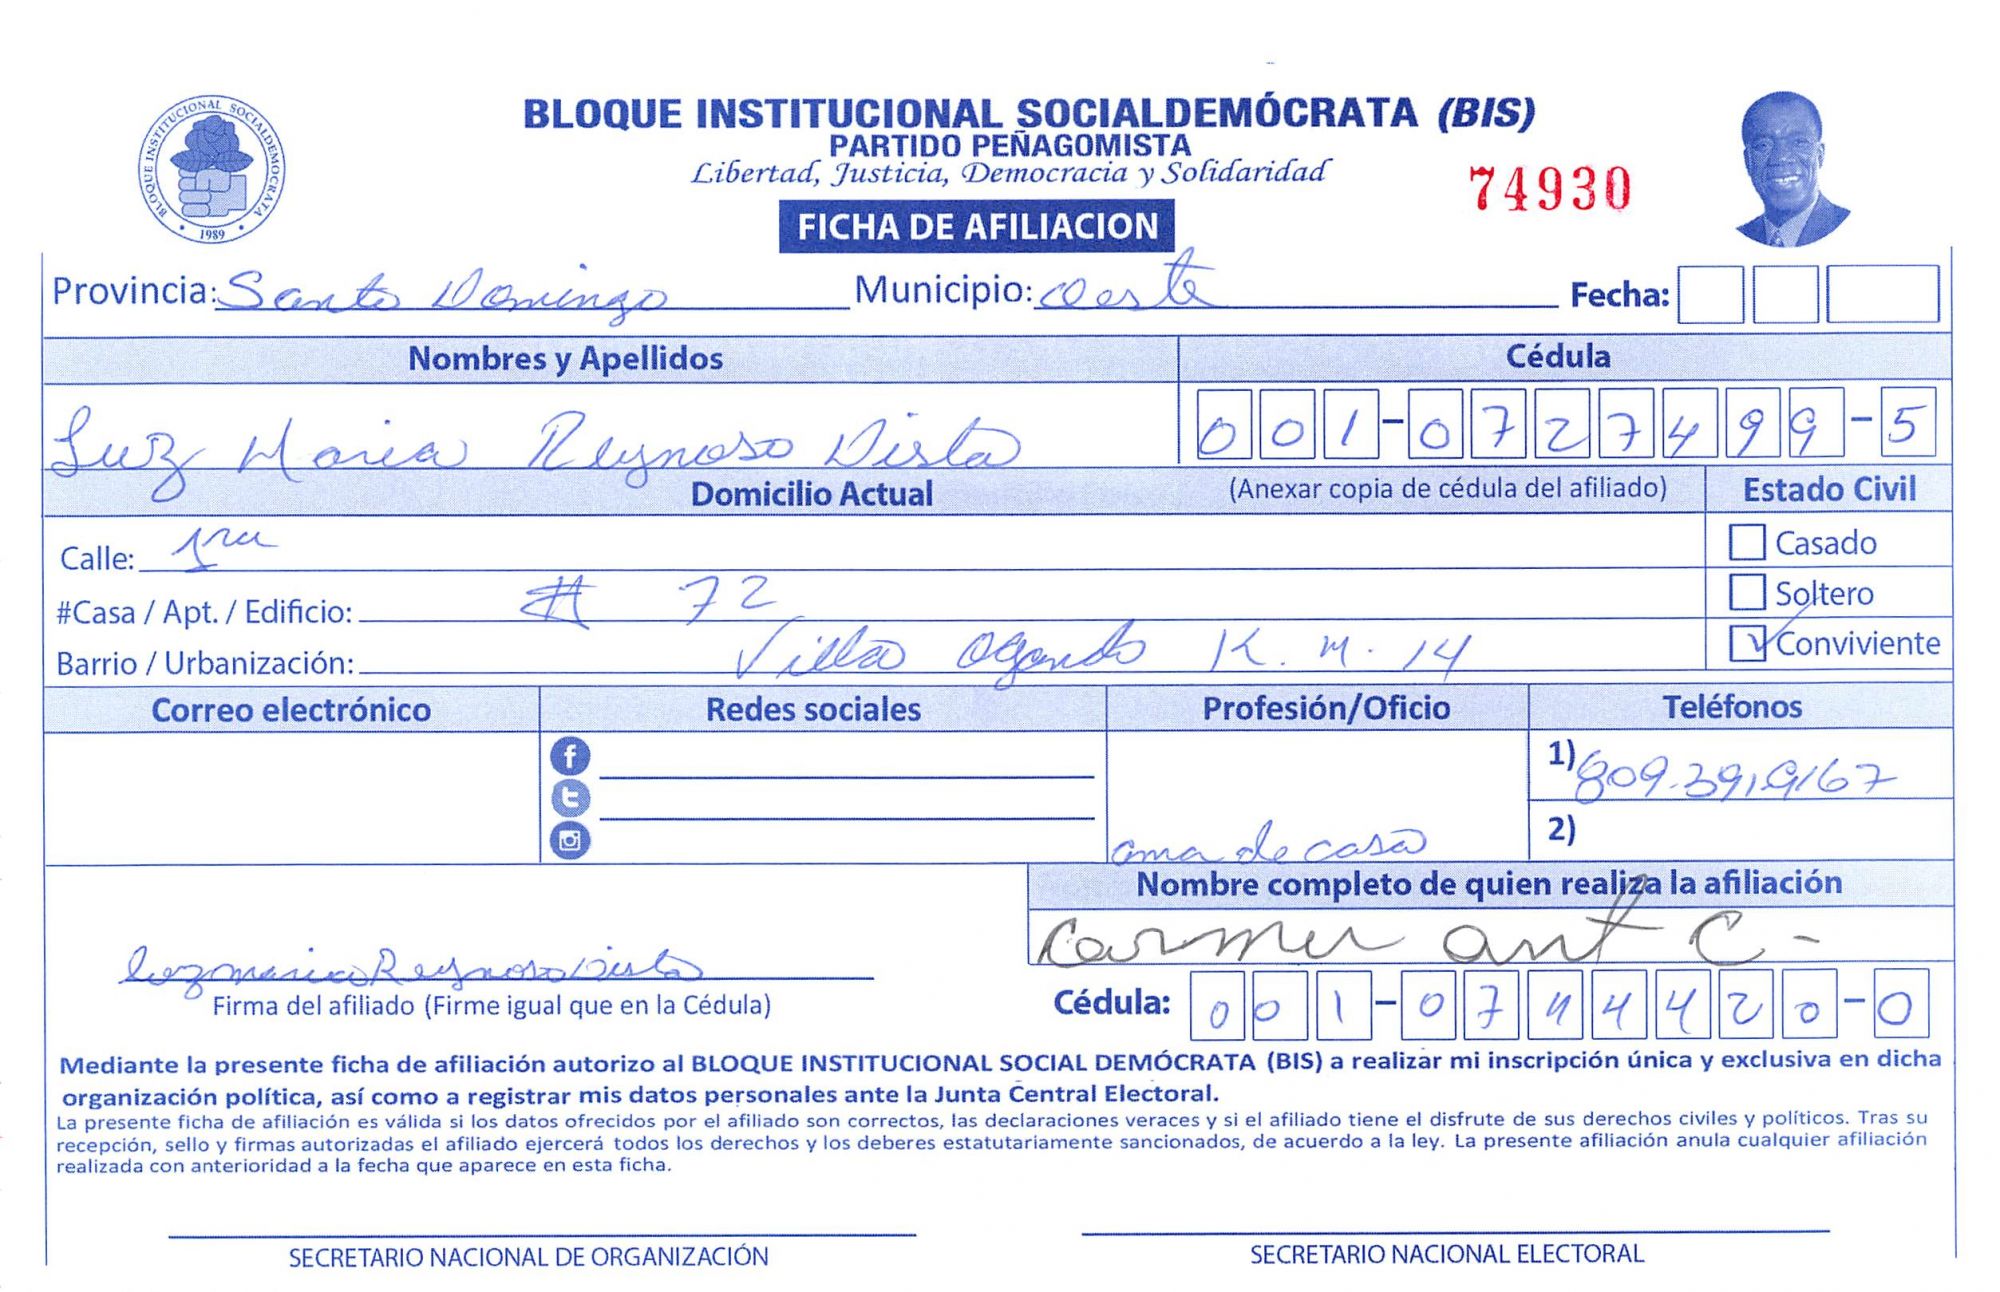 BLOQUE INSTITUCIONAL SOCIALDEMOCRATA
1989
BLOQUE INSTITUCIONAL SOCIALDEMÓCRATA (BIS)
PARTIDO PEÑAGOMISTA
Libertad, Justicia, Democracia y Solidaridad
74930
FICHA DE AFILIACION
Provincia: Santo Domingo Municipio: Oeste Fecha:
Nombres y Apellidos Cédula
Luz Maria Reynoso Vista 001-0727499-5
Domicilio Actual (Anexar copia de cédula del afiliado) Estado Civil
Calle: 1ra Casado
#Casa / Apt. / Edificio: # 72 Soltero
Barrio / Urbanización: Villa Ogando K.M. 14 Conviviente
Correo electrónico Redes sociales Profesión/Oficio Teléfonos
1) 809.391,9167
ama de casa 2)
Nombre completo de quien realiza la afiliación
Carmen ant C-
luz maria Reynoso Vista
Firma del afiliado (Firme igual que en la Cédula) Cédula: 001-0744420-0
Mediante la presente ficha de afiliación autorizo al BLOQUE INSTITUCIONAL SOCIAL DEMÓCRATA (BIS) a realizar mi inscripción única y exclusiva en dicha
organización política, así como a registrar mis datos personales ante la Junta Central Electoral.
La presente ficha de afiliación es válida si los datos ofrecidos por el afiliado son correctos, las declaraciones veraces y si el afiliado tiene el disfrute de sus derechos civiles y políticos. Tras su
recepción, sello y firmas autorizadas el afiliado ejercerá todos los derechos y los deberes estatutariamente sancionados, de acuerdo a la ley. La presente afiliación anula cualquier afiliación
realizada con anterioridad a la fecha que aparece en esta ficha.
SECRETARIO NACIONAL DE ORGANIZACIÓN SECRETARIO NACIONAL ELECTORAL